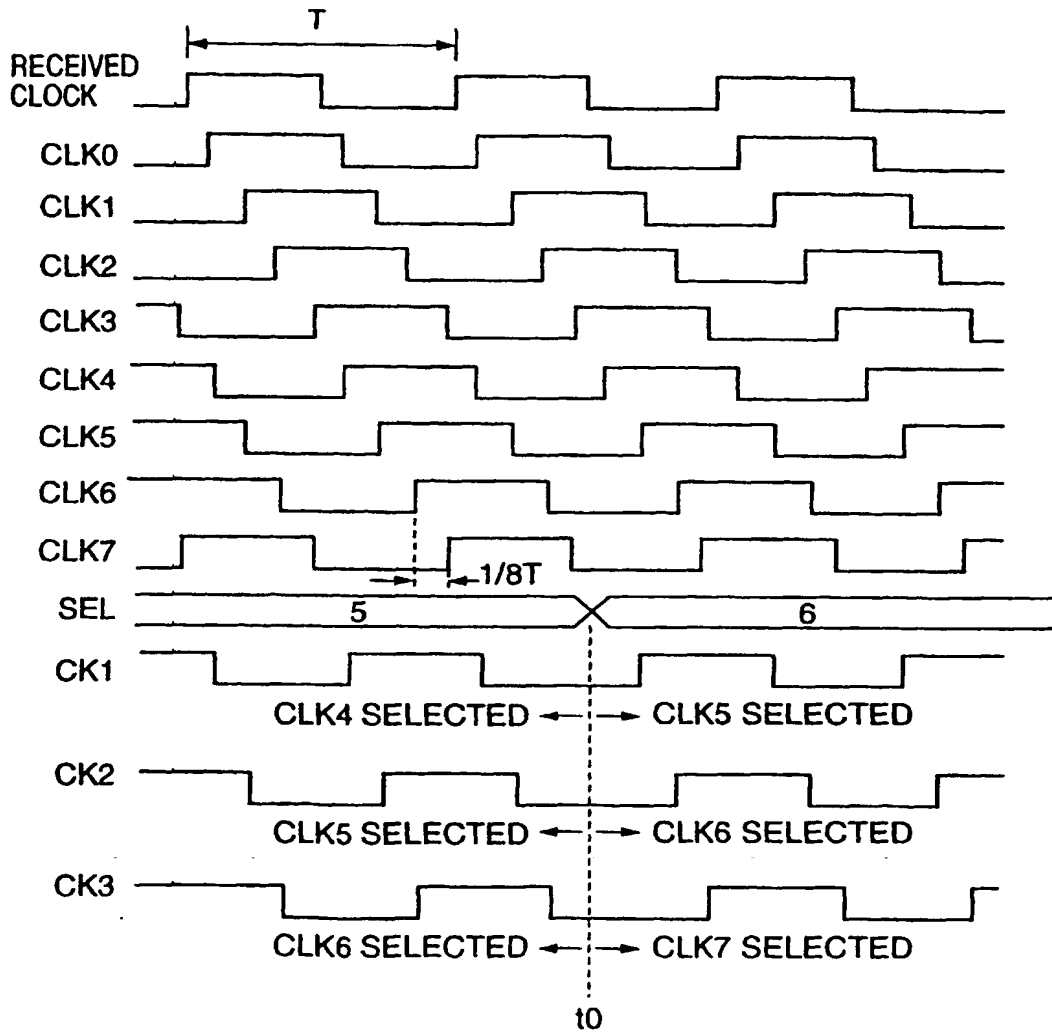 T
RECEIVED
CLOCK
CLK0
CLK1
CLK2
CLK3
CLK4
CLK5
CLK6
CLK7
1/8T
SEL
5
6
CK1
CLK4 SELECTED
CLK5 SELECTED
CK2
CLK5 SELECTED
CLK6 SELECTED
CK3
CLK6 SELECTED
CLK7 SELECTED
t0